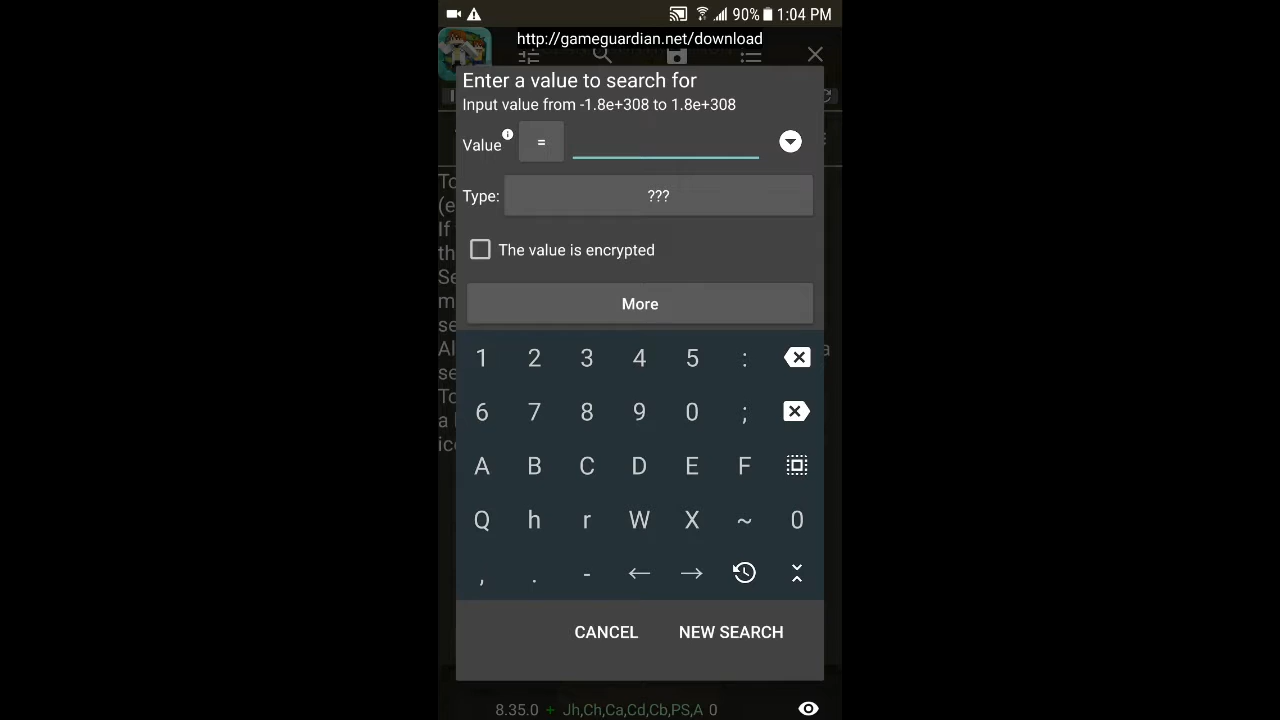 90% 1:04 PM
http://gameguardian.net/download
Enter a value to search for
Input value from -1.8e+308 to 1.8e+308
Value =
Type: ???
The value is encrypted
More
1 2 3 4 5 :
6 7 8 9 0 ;
A B C D E F
Q h r W X ~ 0
, . - ← →
CANCEL NEW SEARCH
8.35.0 + Jh,Ch,Ca,Cd,Cb,PS,A 0